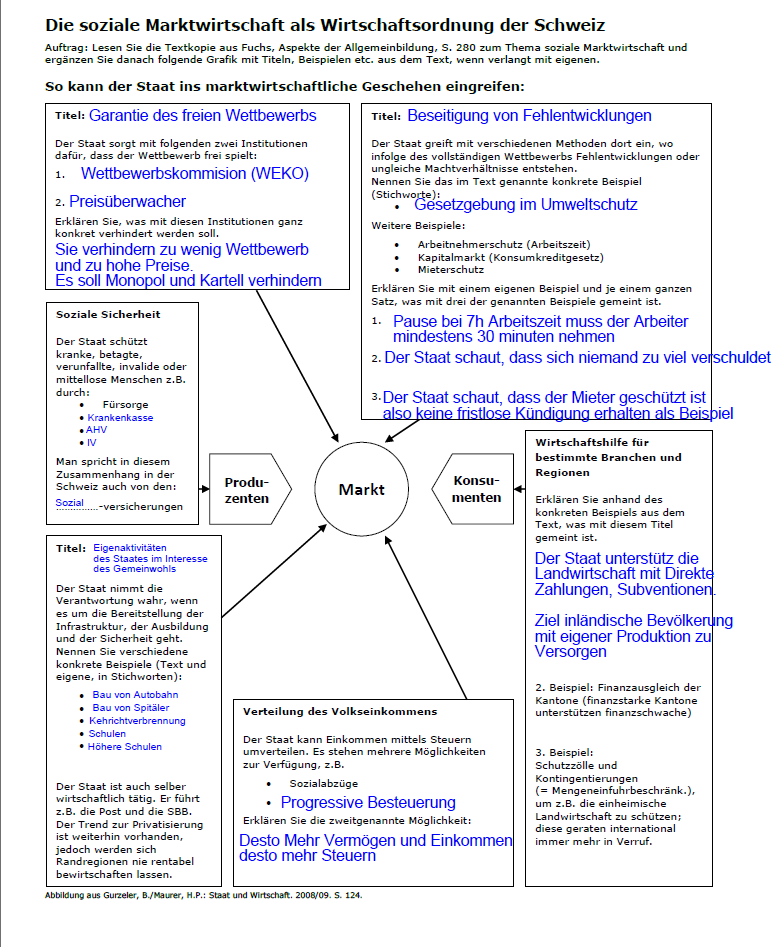 Die soziale Marktwirtschaft als Wirtschaftsordnung der Schweiz
Auftrag: Lesen Sie die Textkopie aus Fuchs, Aspekte der Allgemeinbildung, S. 280 zum Thema soziale Marktwirtschaft und
ergänzen Sie danach folgende Grafik mit Titeln, Beispielen etc. aus dem Text, wenn verlangt mit eigenen.
So kann der Staat ins marktwirtschaftliche Geschehen eingreifen:
Titel: Garantie des freien Wettbewerbs
Der Staat sorgt mit folgenden zwei Institutionen
dafür, dass der Wettbewerb frei spielt:
1. Wettbewerbskommision (WEKO)
2. Preisüberwacher
Erklären Sie, was mit diesen Institutionen ganz
konkret verhindert werden soll.
Sie verhindern zu wenig Wettbewerb
und zu hohe Preise.
Es soll Monopol und Kartell verhindern
Titel: Beseitigung von Fehlentwicklungen
Der Staat greift mit verschiedenen Methoden dort ein, wo
infolge des vollständigen Wettbewerbs Fehlentwicklungen oder
ungleiche Machtverhältnisse entstehen.
Nennen Sie das im Text genannte konkrete Beispiel
(Stichworte):
• Gesetzgebung im Umweltschutz
Weitere Beispiele:
• Arbeitnehmerschutz (Arbeitszeit)
• Kapitalmarkt (Konsumkreditgesetz)
• Mieterschutz
Erklären Sie mit einem eigenen Beispiel und je einem ganzen
Satz, was mit drei der genannten Beispiele gemeint ist.
1. Pause bei 7h Arbeitszeit muss der Arbeiter
mindestens 30 minuten nehmen
2. Der Staat schaut, dass sich niemand zu viel verschuldet
3. Der Staat schaut, dass der Mieter geschützt ist
also keine fristlose Kündigung erhalten als Beispiel
Soziale Sicherheit
Der Staat schützt
kranke, betagte,
verunfallte, invalide oder
mittellose Menschen z.B.
durch:
• Fürsorge
• Krankenkasse
• AHV
• IV
Man spricht in diesem
Zusammenhang in der
Schweiz auch von den:
Sozial...............-versicherungen
Produ-
zenten
Markt
Konsu-
menten
Wirtschaftshilfe für
bestimmte Branchen und
Regionen
Erklären Sie anhand des
konkreten Beispiels aus dem
Text, was mit diesem Titel
gemeint ist.
Der Staat unterstütz die
Landwirtschaft mit Direkte
Zahlungen, Subventionen.
Ziel inländische Bevölkerung
mit eigener Produktion zu
Versorgen
2. Beispiel: Finanzausgleich der
Kantone (finanzstarke Kantone
unterstützen finanzschwache)
3. Beispiel:
Schutzzölle und
Kontingentierungen
(= Mengeneinfuhrbeschränk.),
um z.B. die einheimische
Landwirtschaft zu schützen;
diese geraten international
immer mehr in Verruf.
Titel: Eigenaktivitäten
des Staates im Interesse
des Gemeinwohls
Der Staat nimmt die
Verantwortung wahr, wenn
es um die Bereitstellung der
Infrastruktur, der Ausbildung
und der Sicherheit geht.
Nennen Sie verschiedene
konkrete Beispiele (Text und
eigene, in Stichworten):
• Bau von Autobahn
• Bau von Spitäler
• Kehrichtverbrennung
• Schulen
• Höhere Schulen
Der Staat ist auch selber
wirtschaftlich tätig. Er führt
z.B. die Post und die SBB.
Der Trend zur Privatisierung
ist weiterhin vorhanden,
jedoch werden sich
Randregionen nie rentabel
bewirtschaften lassen.
Verteilung des Volkseinkommens
Der Staat kann Einkommen mittels Steuern
umverteilen. Es stehen mehrere Möglichkeiten
zur Verfügung, z.B.
• Sozialabzüge
• Progressive Besteuerung
Erklären Sie die zweitgenannte Möglichkeit:
Desto Mehr Vermögen und Einkommen
desto mehr Steuern
Abbildung aus Gurzeler, B./Maurer, H.P.: Staat und Wirtschaft. 2008/09. S. 124.